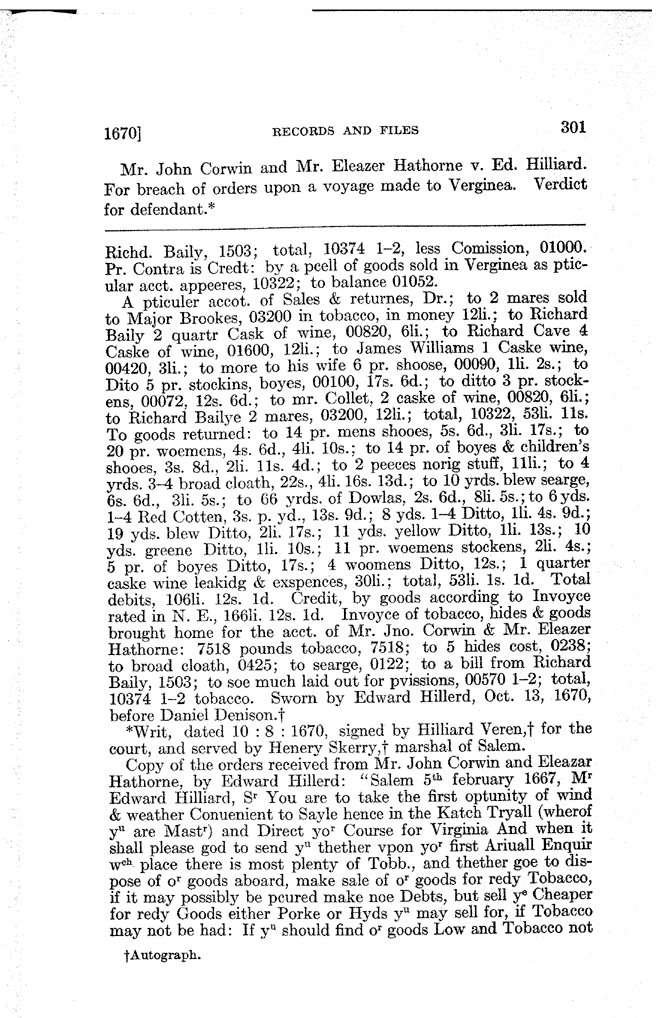 1670] RECORDS AND FILES 301
Mr. John Corwin and Mr. Eleazer Hathorne v. Ed. Hilliard.
For breach of orders upon a voyage made to Verginea. Verdict
for defendant.*
Richd. Baily, 1503; total, 10374 1-2, less Comission, 01000.
Pr. Contra is Credt: by a pcell of goods sold in Verginea as ptic-
ular acct. appeeres, 10322; to balance 01052.
A pticuler accot. of Sales & returnes, Dr.; to 2 mares sold
to Major Brookes, 03200 in tobacco, in money 12li.; to Richard
Baily 2 quartr Cask of wine, 00820, 6li.; to Richard Cave 4
Caske of wine, 01600, 12li.; to James Williams 1 Caske wine,
00420, 3li.; to more to his wife 6 pr. shoose, 00090, 1li. 2s.; to
Dito 5 pr. stockins, boyes, 00100, 17s. 6d.; to ditto 3 pr. stock-
ens, 00072, 12s. 6d.; to mr. Collet, 2 caske of wine, 00820, 6li.;
to Richard Bailye 2 mares, 03200, 12li.; total, 10322, 53li. 11s.
To goods returned: to 14 pr. mens shooes, 5s. 6d., 3li. 17s.; to
20 pr. woemens, 4s. 6d., 4li. 10s.; to 14 pr. of boyes & children's
shooes, 3s. 8d., 2li. 11s. 4d.; to 2 peeces norig stuff, 11li.; to 4
yrds. 3-4 broad cloath, 22s., 4li. 16s. 13d.; to 10 yrds. blew searge,
6s. 6d., 3li. 5s.; to 66 yrds. of Dowlas, 2s. 6d., 8li. 5s.; to 6 yds.
1-4 Red Cotten, 3s. p. yd., 13s. 9d.; 8 yds. 1-4 Ditto, 1li. 4s. 9d.;
19 yds. blew Ditto, 2li. 17s.; 11 yds. yellow Ditto, 1li. 13s.; 10
yds. greene Ditto, 1li. 10s.; 11 pr. woemens stockens, 2li. 4s.;
5 pr. of boyes Ditto, 17s.; 4 woomens Ditto, 12s.; 1 quarter
caske wine leakidg & exspences, 30li.; total, 53li. 1s. 1d. Total
debits, 106li. 12s. 1d. Credit, by goods according to Invoyce
rated in N. E., 166li. 12s. 1d. Invoyce of tobacco, hides & goods
brought home for the acct. of Mr. Jno. Corwin & Mr. Eleazer
Hathorne: 7518 pounds tobacco, 7518; to 5 hides cost, 0238;
to broad cloath, 0425; to searge, 0122; to a bill from Richard
Baily, 1503; to soe much laid out for pvissions, 00570 1-2; total,
10374 1-2 tobacco. Sworn by Edward Hillerd, Oct. 13, 1670,
before Daniel Denison.†
*Writ, dated 10 : 8 : 1670, signed by Hilliard Veren,† for the
court, and served by Henery Skerry,† marshal of Salem.
Copy of the orders received from Mr. John Corwin and Eleazar
Hathorne, by Edward Hillerd: "Salem 5th february 1667, Mr
Edward Hilliard, Sr You are to take the first optunity of wind
& weather Conuenient to Sayle hence in the Katch Tryall (wherof
yu are Mastr) and Direct yor Course for Virginia And when it
shall please god to send yu thether vpon yor first Ariuall Enquir
wch place there is most plenty of Tobb., and thether goe to dis-
pose of or goods aboard, make sale of or goods for redy Tobacco,
if it may possibly be pcured make noe Debts, but sell ye Cheaper
for redy Goods either Porke or Hyds yu may sell for, if Tobacco
may not be had: If yu should find or goods Low and Tobacco not
†Autograph.